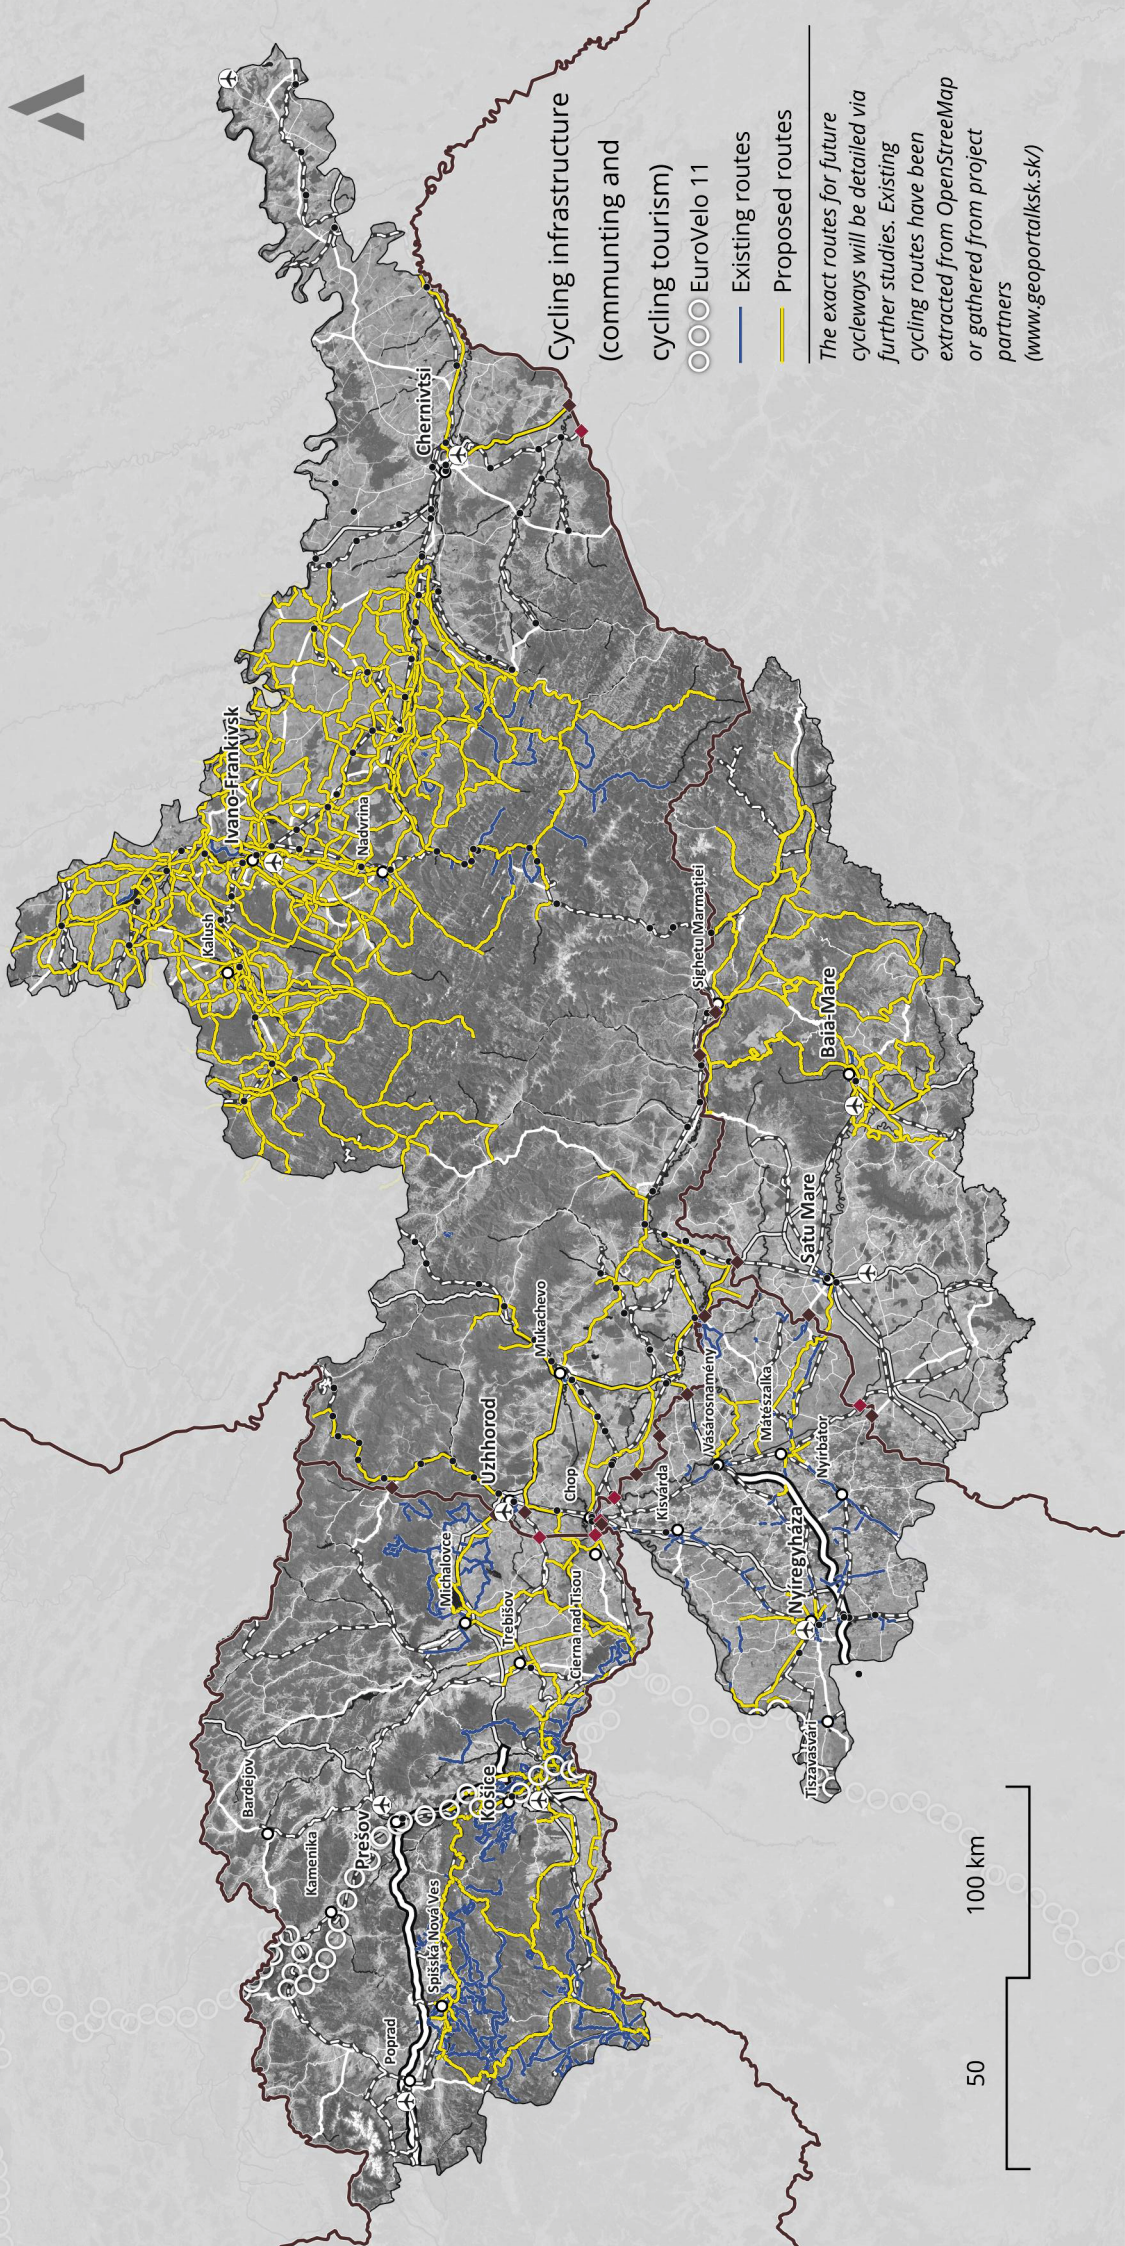 Cycling infrastructure
(communting and
cycling tourism)
EuroVelo 11
Existing routes
Proposed routes
The exact routes for future
cycleways will be detailed via
further studies. Existing
cycling routes have been
extracted from OpenStreeMap
or gathered from project
partners
(www.geoportalksk.sk/)
Poprad
Spišská Nová Ves
Kamenika
Bardejov
Prešov
Košice
Trebišov
Michalovce
Cierna nad Tisou
Uzhhorod
Chop
Mukachevo
Tiszavasvári
Nyíregyháza
Kisvárda
Nyírbátor
Vásárosnamény
Mátészalka
Satu Mare
Baia-Mare
Sighetu Marmației
Kalush
Ivano-Frankivsk
Nadvrina
Chernivtsi
50
100 km